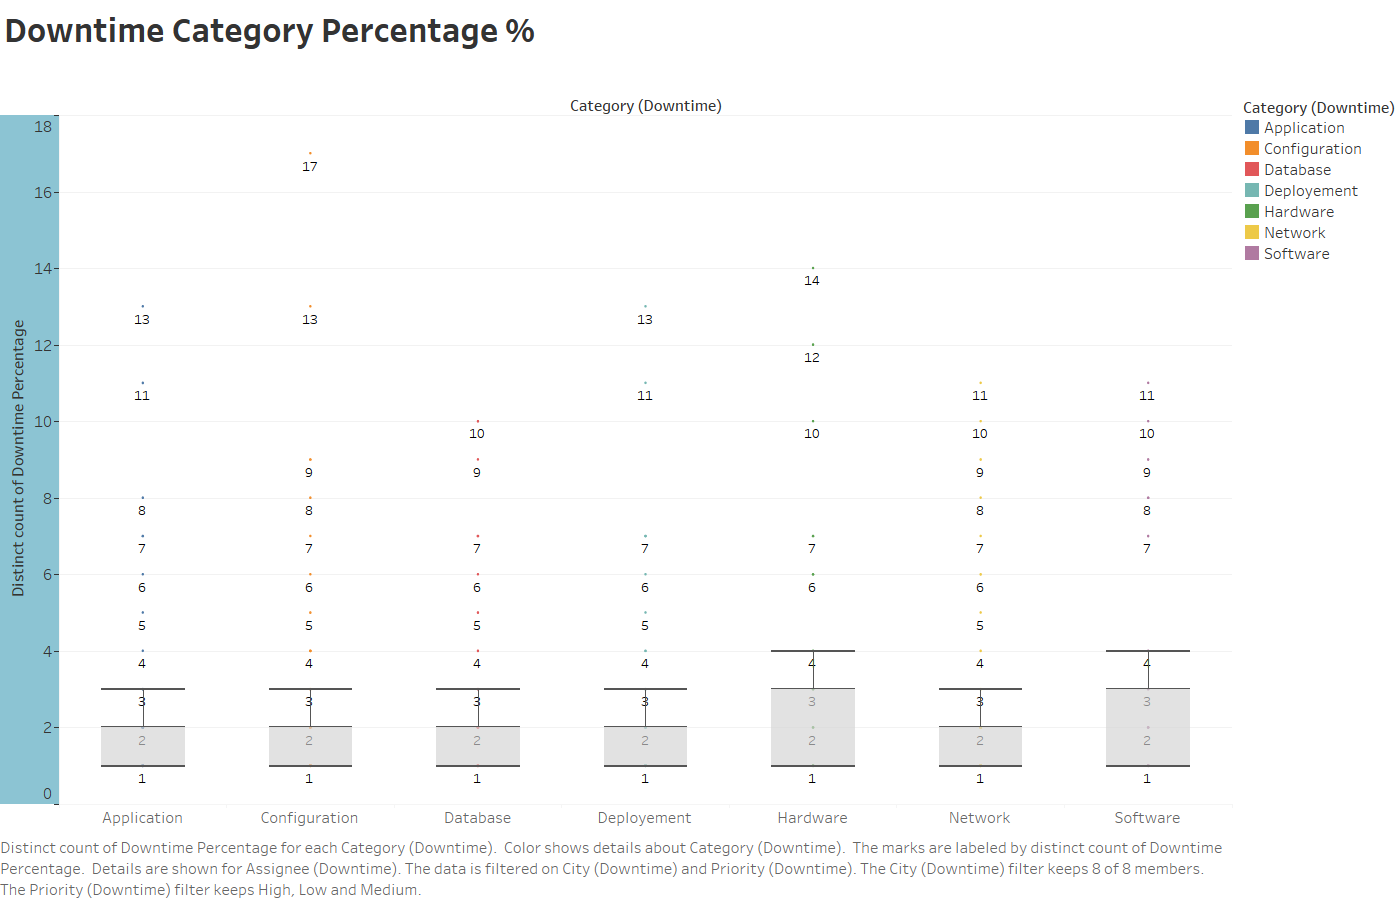 Downtime Category Percentage %
Category (Downtime)
Category (Downtime)
Application
Configuration
Database
Deployement
Hardware
Network
Software
Distinct count of Downtime Percentage
18
16
14
12
10
8
6
4
2
0
17
14
13 13 13
12
11 11 11 11
10 10 10 10
9 9 9 9
8 8 8 8
7 7 7 7 7 7 7
6 6 6 6 6 6
5 5 5 5 5
4 4 4 4 4 4 4
3 3 3 3 3 3 3
2 2 2 2 2 2 2
1 1 1 1 1 1 1
Application Configuration Database Deployement Hardware Network Software
Distinct count of Downtime Percentage for each Category (Downtime).  Color shows details about Category (Downtime).  The marks are labeled by distinct count of Downtime
Percentage.  Details are shown for Assignee (Downtime). The data is filtered on City (Downtime) and Priority (Downtime). The City (Downtime) filter keeps 8 of 8 members.
The Priority (Downtime) filter keeps High, Low and Medium.